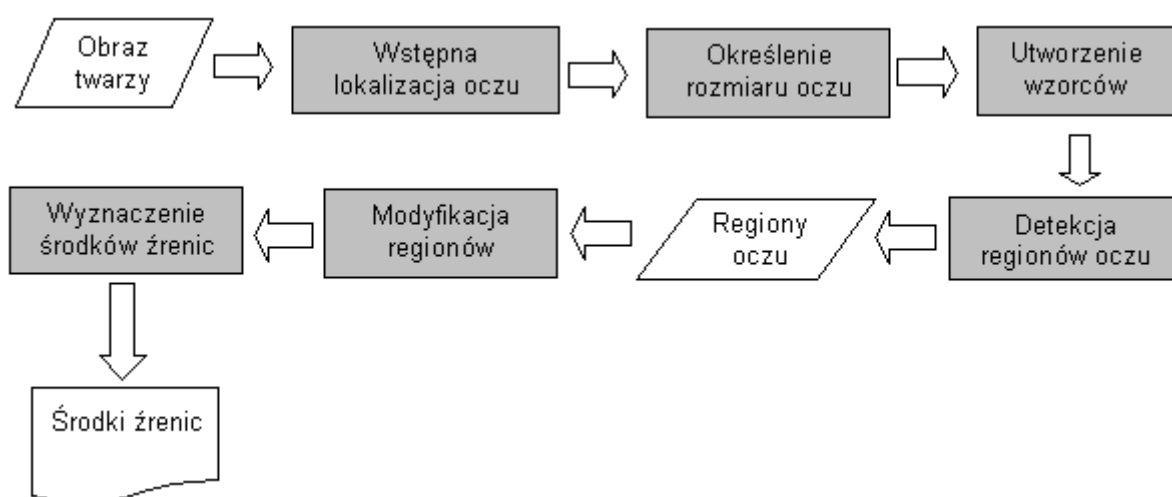 Obraz
twarzy
Wstępna
lokalizacja oczu
Określenie
rozmiaru oczu
Utworzenie
wzorców
Detekcja
regionów oczu
Regiony
oczu
Modyfikacja
regionów
Wyznaczenie
środków źrenic
Środki źrenic